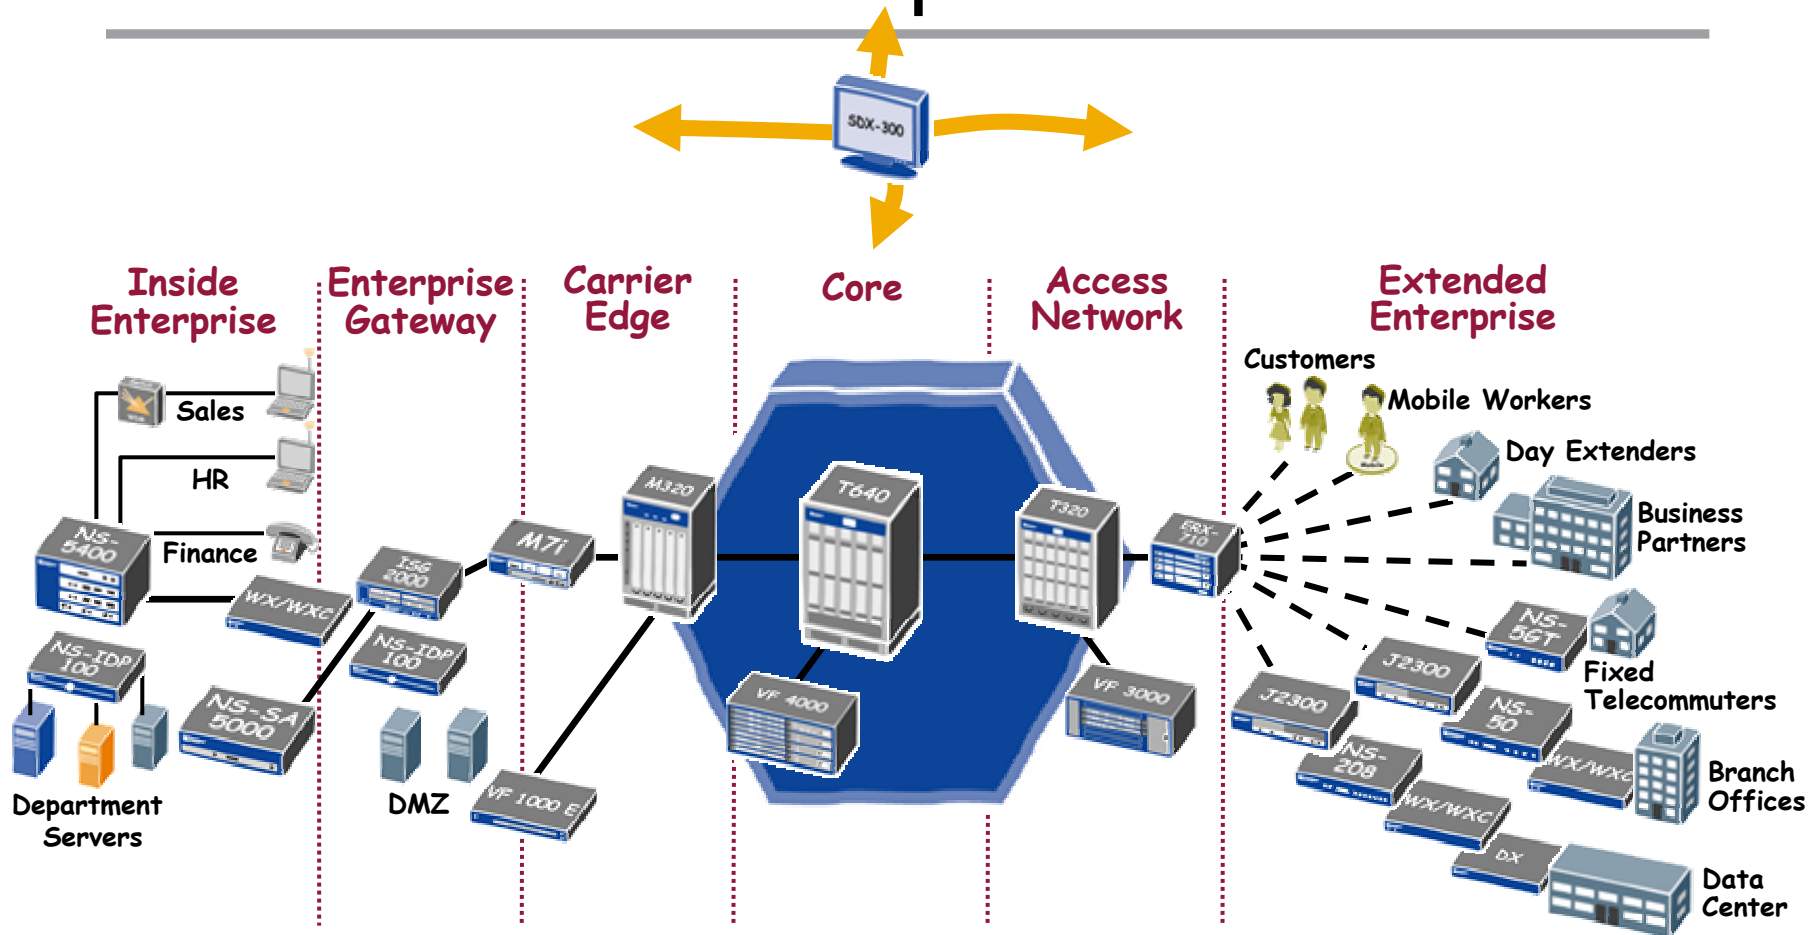 SDX-300
Inside
Enterprise
Enterprise
Gateway
Carrier
Edge
Core
Access
Network
Extended
Enterprise
Sales
HR
Finance
NS-
5400
WX/WXC
NS-IDP
100
NS-SA
5000
Department
Servers
ISG
2000
NS-IDP
100
DMZ
M7i
VF 1000 E
M320
T640
VF 4000
T320
VF 3000
ERX-
710
Customers
Mobile Workers
Mobile
Day Extenders
Business
Partners
NS-
5GT
Fixed
Telecommuters
J2300
NS-
50
WX/WXC
Branch
Offices
J2300
NS-
208
WX/WXC
DX
Data
Center